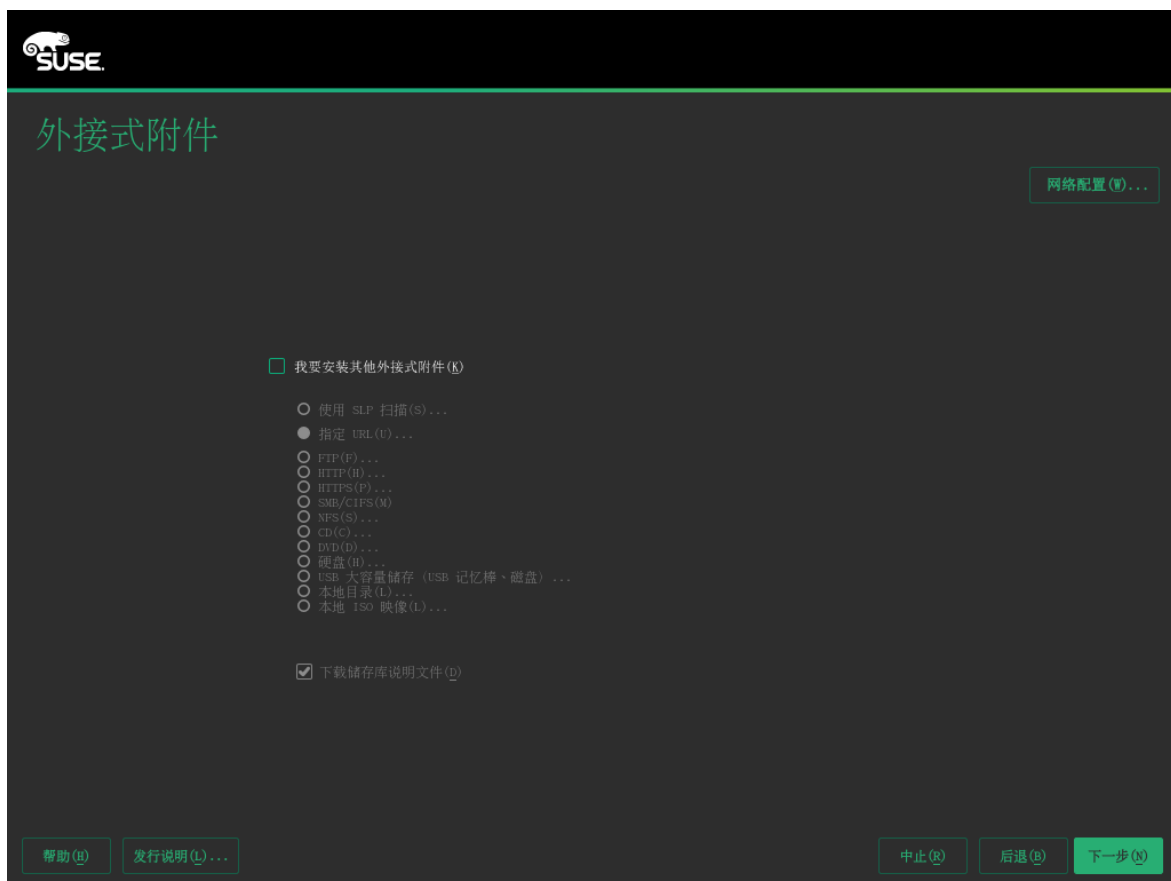 SUSE.
外接式附件
网络配置(W)...
我要安装其他外接式附件(K)
使用 SLP 扫描(S)...
指定 URL(U)...
FTP(F)...
HTTP(H)...
HTTPS(P)...
SMB/CIFS(M)
NFS(S)...
CD(C)...
DVD(D)...
硬盘(H)...
USB 大容量储存（USB 记忆棒、磁盘）...
本地目录(L)...
本地 ISO 映像(L)...
下载储存库说明文件(D)
帮助(H) 发行说明(L)... 中止(R) 后退(B) 下一步(N)